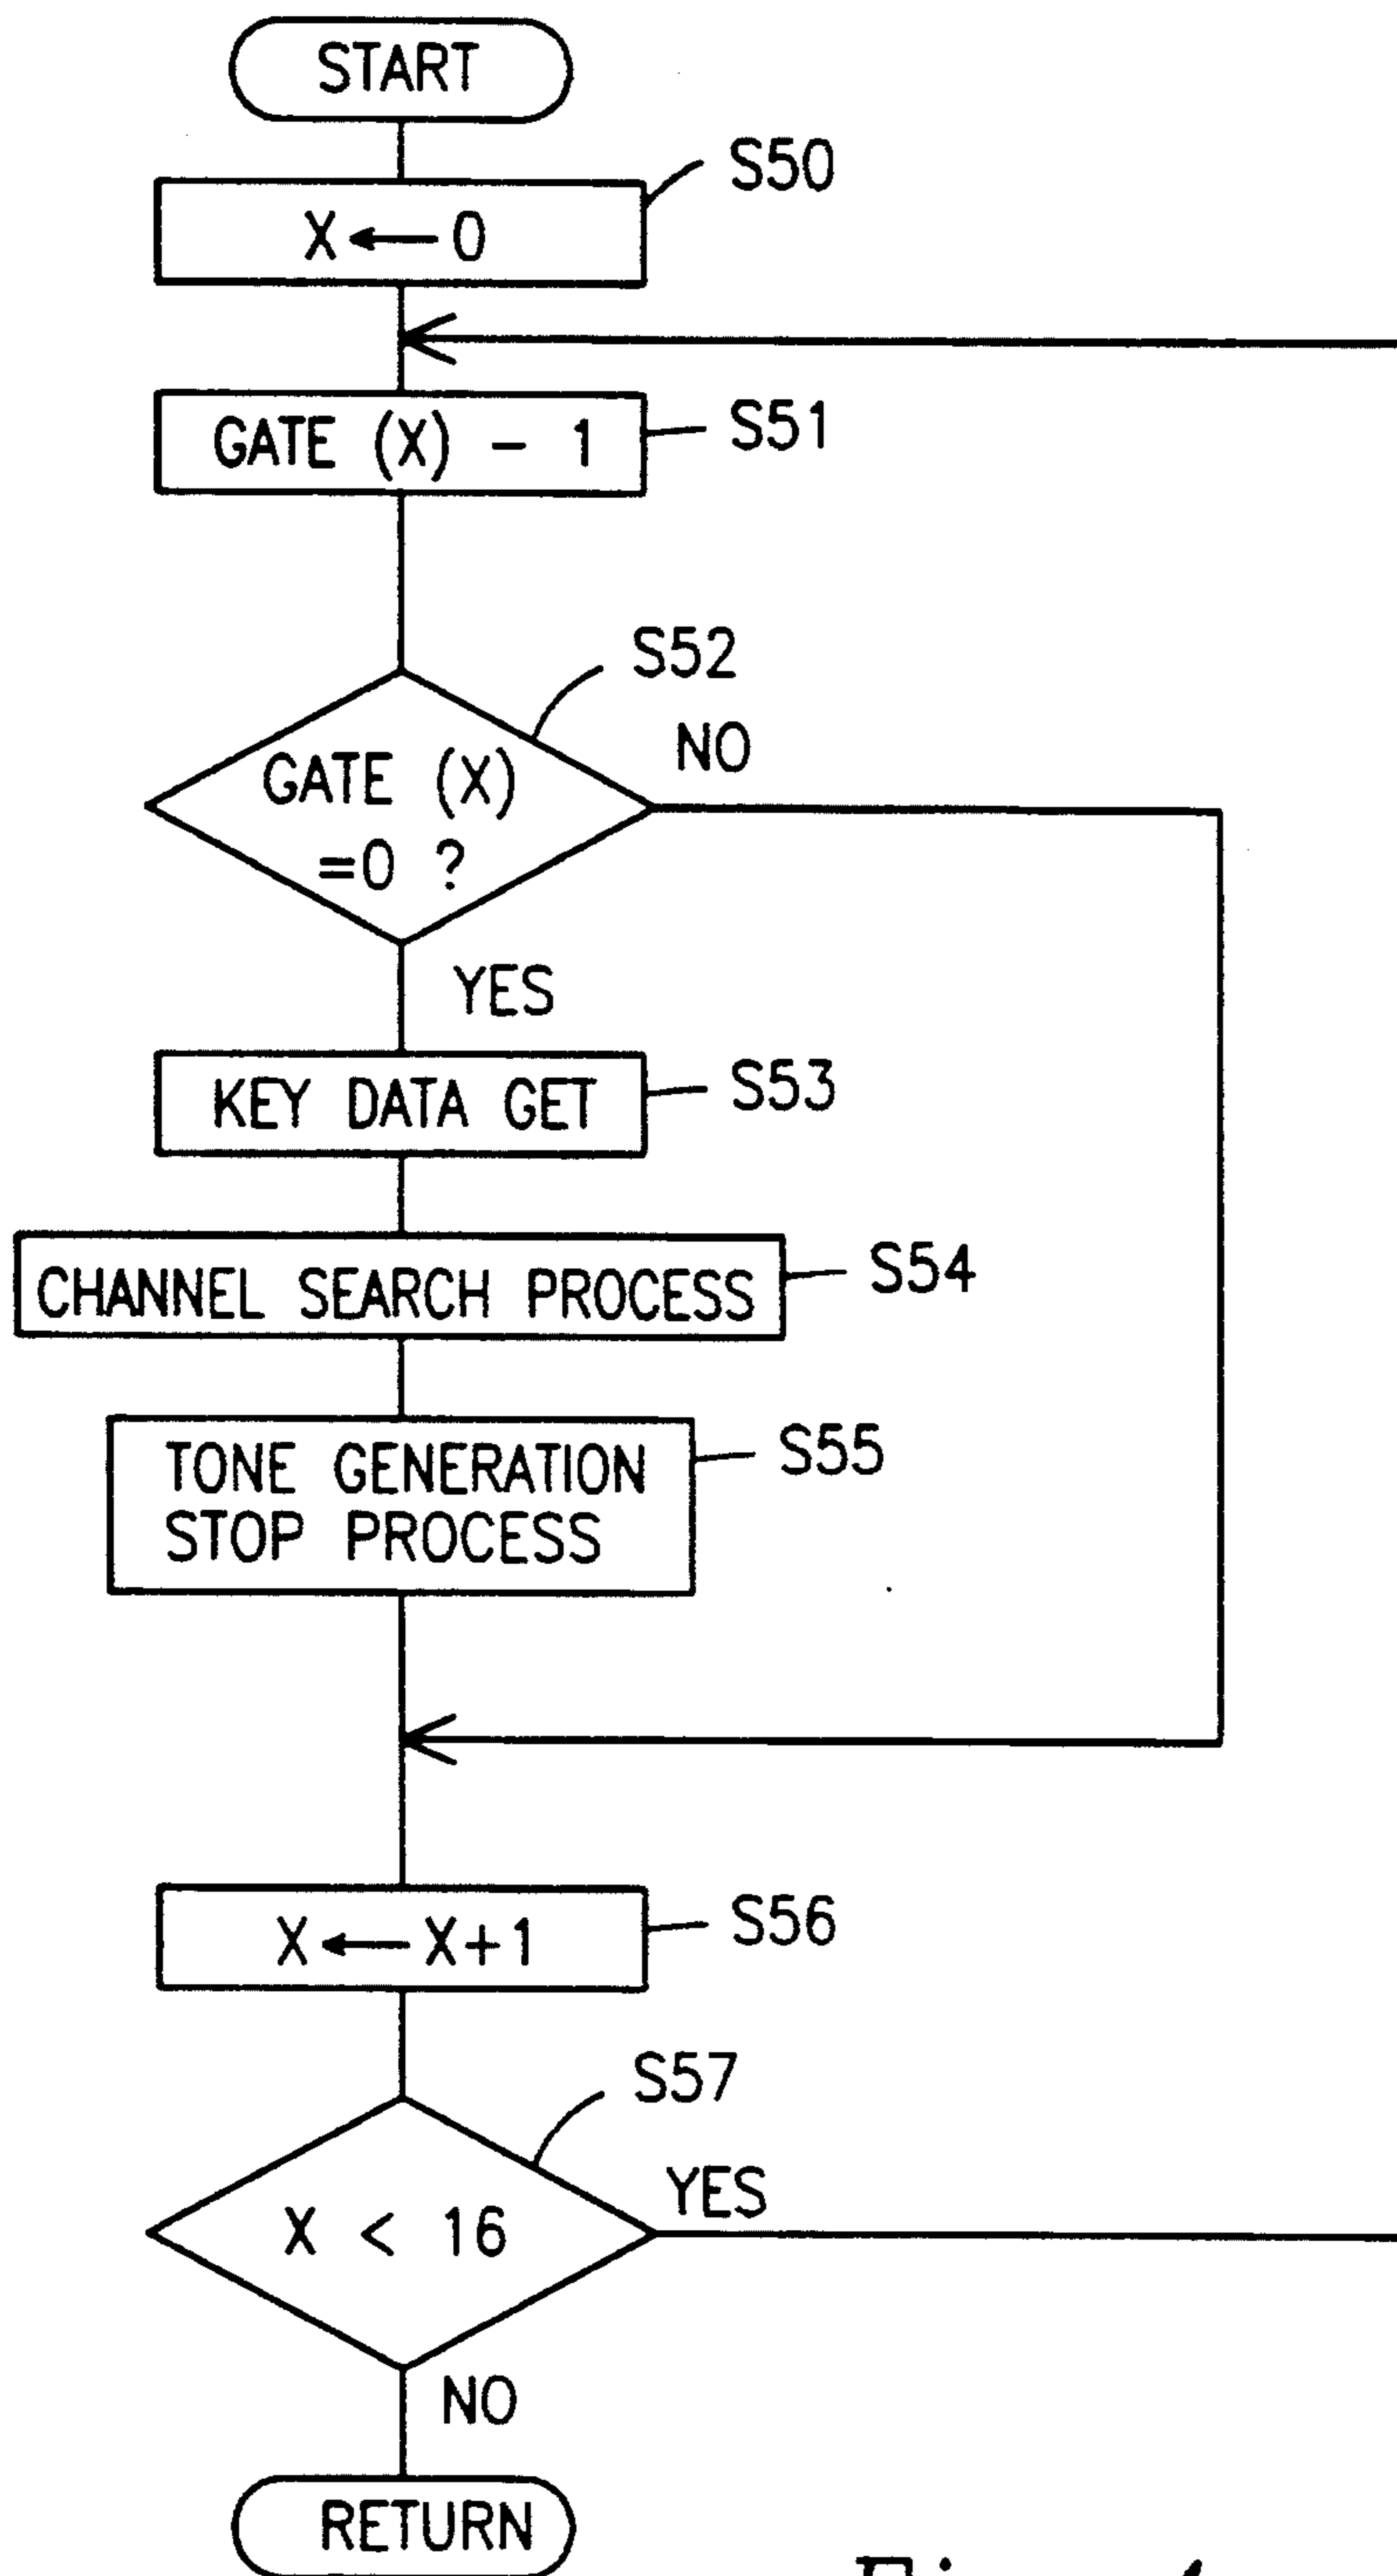 START
S50
X ← 0
S51
GATE (X) - 1
S52
NO
GATE (X)
=0 ?
YES
S53
KEY DATA GET
S54
CHANNEL SEARCH PROCESS
S55
TONE GENERATION
STOP PROCESS
S56
X ← X+1
S57
YES
X < 16
NO
RETURN